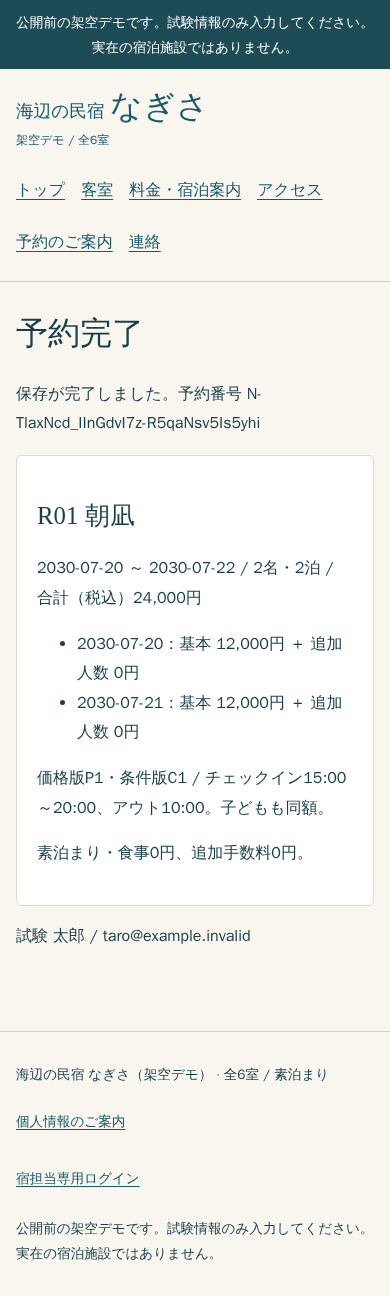 公開前の架空デモです。試験情報のみ入力してください。
実在の宿泊施設ではありません。
海辺の民宿 なぎさ
架空デモ / 全6室
トップ 客室 料金・宿泊案内 アクセス
予約のご案内 連絡
予約完了
保存が完了しました。予約番号 N-
TlaxNcd_IInGdvI7z-R5qaNsv5Is5yhi
R01 朝凪
2030-07-20 ～ 2030-07-22 / 2名・2泊 /
合計（税込）24,000円
• 2030-07-20：基本 12,000円 ＋ 追加
人数 0円
• 2030-07-21：基本 12,000円 ＋ 追加
人数 0円
価格版P1・条件版C1 / チェックイン15:00
～20:00、アウト10:00。子どもも同額。
素泊まり・食事0円、追加手数料0円。
試験 太郎 / taro@example.invalid
海辺の民宿 なぎさ（架空デモ） · 全6室 / 素泊まり
個人情報のご案内
宿担当専用ログイン
公開前の架空デモです。試験情報のみ入力してください。
実在の宿泊施設ではありません。